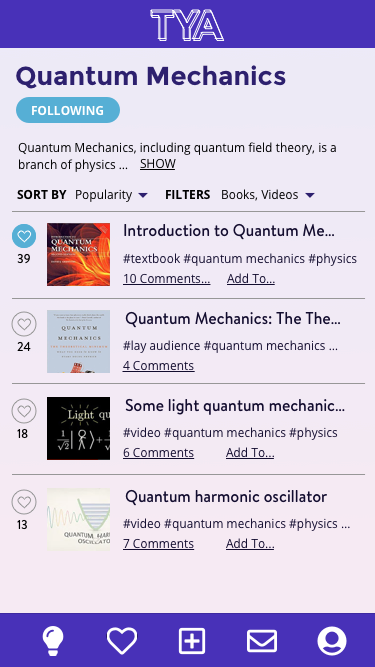 TYA
Quantum Mechanics
FOLLOWING
Quantum Mechanics, including quantum field theory, is a
branch of physics ... SHOW
SORT BY Popularity FILTERS Books, Videos
Introduction to Quantum Me...
#textbook #quantum mechanics #physics
10 Comments... Add To...
39
QUANTUM
MECHANICS
Quantum Mechanics: The The...
#lay audience #quantum mechanics ...
4 Comments
24
QUANTUM
MECHANICS
Some light quantum mechanic...
#video #quantum mechanics #physics
6 Comments Add To...
18
Light qu
Quantum harmonic oscillator
#video #quantum mechanics #physics ...
7 Comments Add To...
13
QUANTUM HAR
OSCILLATO